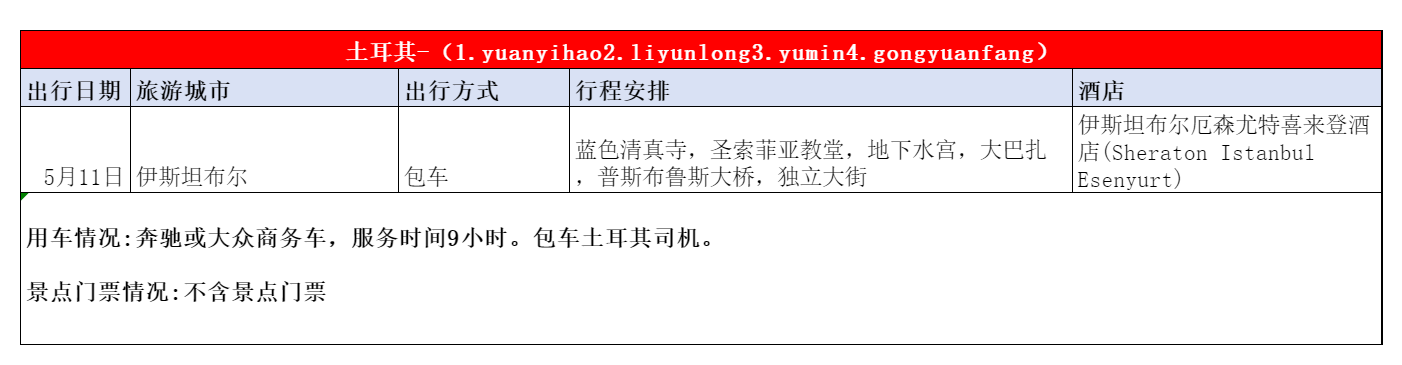 土耳其-（1.yuanyihao2.liyunlong3.yumin4.gongyuanfang）
出行日期 旅游城市 出行方式 行程安排 酒店
5月11日 伊斯坦布尔 包车 蓝色清真寺，圣索菲亚教堂，地下水宫，大巴扎
，普斯布鲁斯大桥，独立大街
伊斯坦布尔厄森尤特喜来登酒
店(Sheraton Istanbul
Esenyurt)
用车情况:奔驰或大众商务车，服务时间9小时。包车土耳其司机。
景点门票情况:不含景点门票